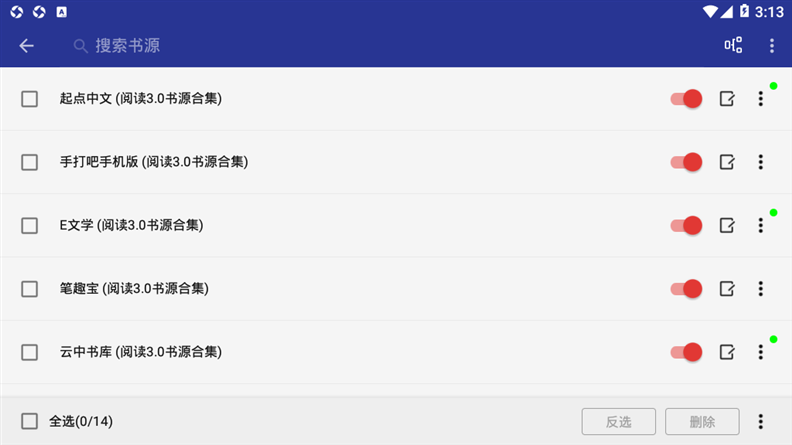 A
3:13
搜索书源
起点中文 (阅读3.0书源合集)
手打吧手机版 (阅读3.0书源合集)
E文学 (阅读3.0书源合集)
笔趣宝 (阅读3.0书源合集)
云中书库 (阅读3.0书源合集)
全选(0/14)
反选
删除